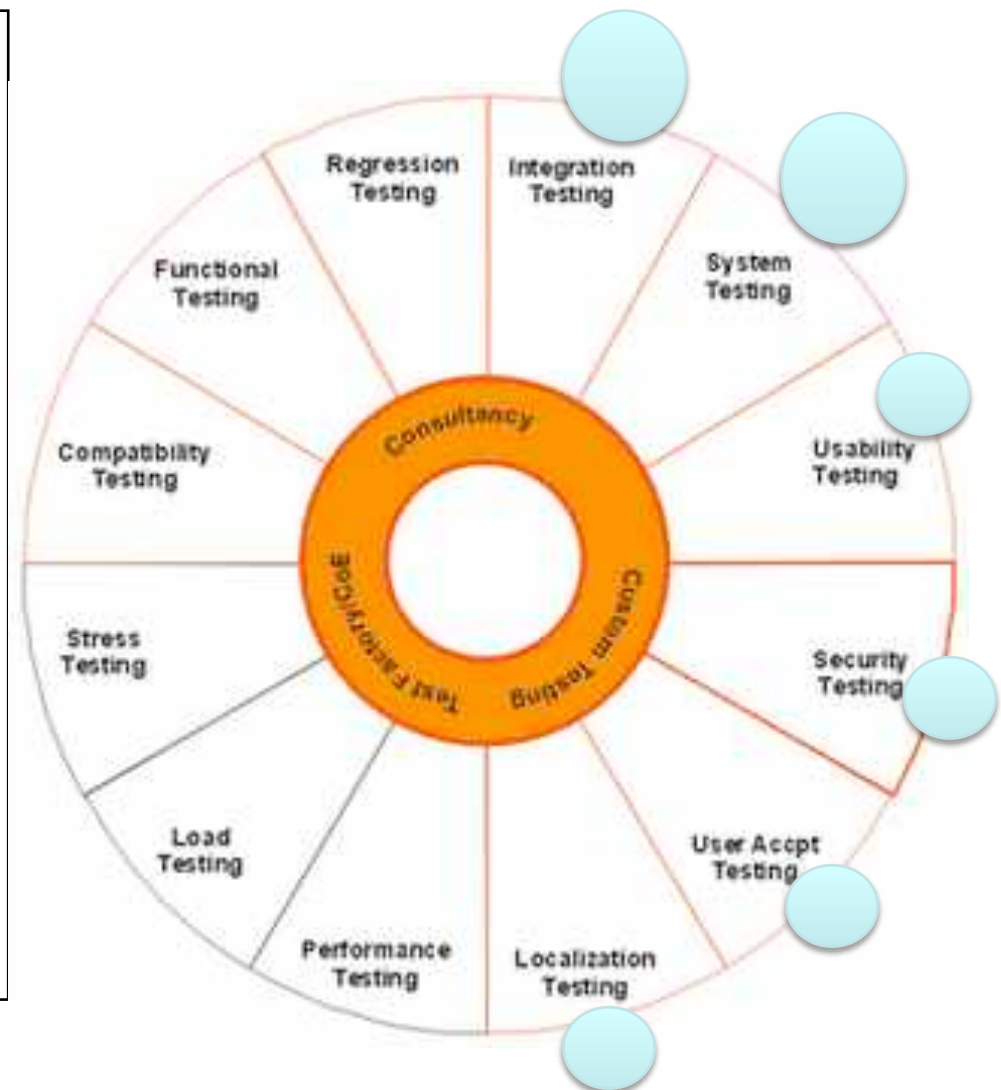 Regression
Testing
Integration
Testing
System
Testing
Usability
Testing
Security
Testing
User Accpt
Testing
Localization
Testing
Performance
Testing
Load
Testing
Stress
Testing
Compatibility
Testing
Functional
Testing
Consultancy
Custom Testing
Test Factory/CoE